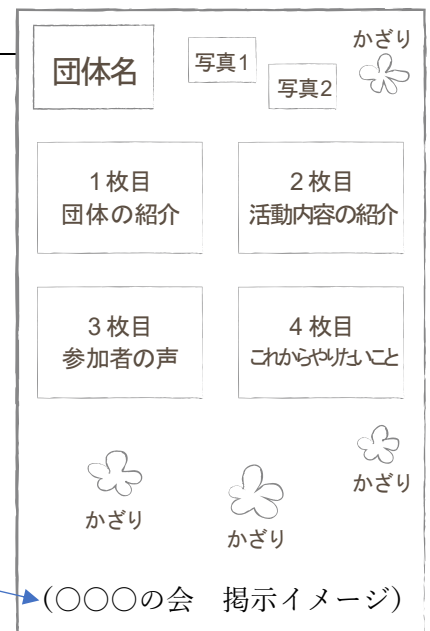 団体名
写真1
写真2
かざり
1枚目
団体の紹介
2枚目
活動内容の紹介
3枚目
参加者の声
4枚目
これからやりたいこと
かざり
かざり
かざり
(○○○の会　掲示イメージ)